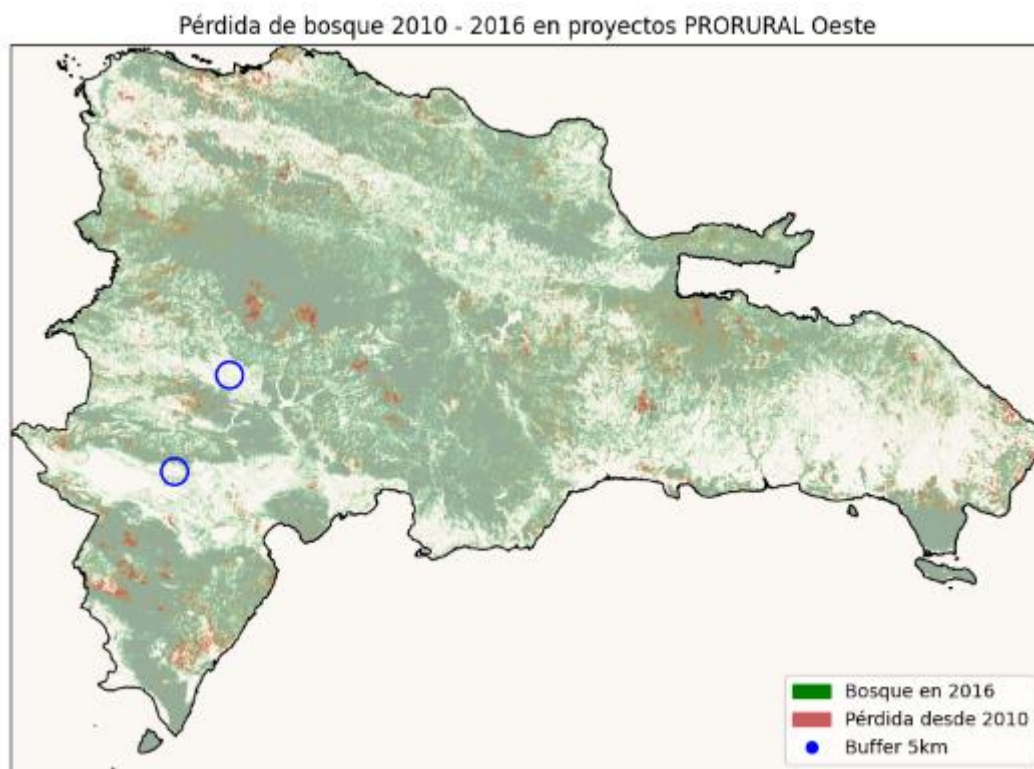 Pérdida de bosque 2010 - 2016 en proyectos PRORURAL Oeste
Bosque en 2016
Pérdida desde 2010
Buffer 5km